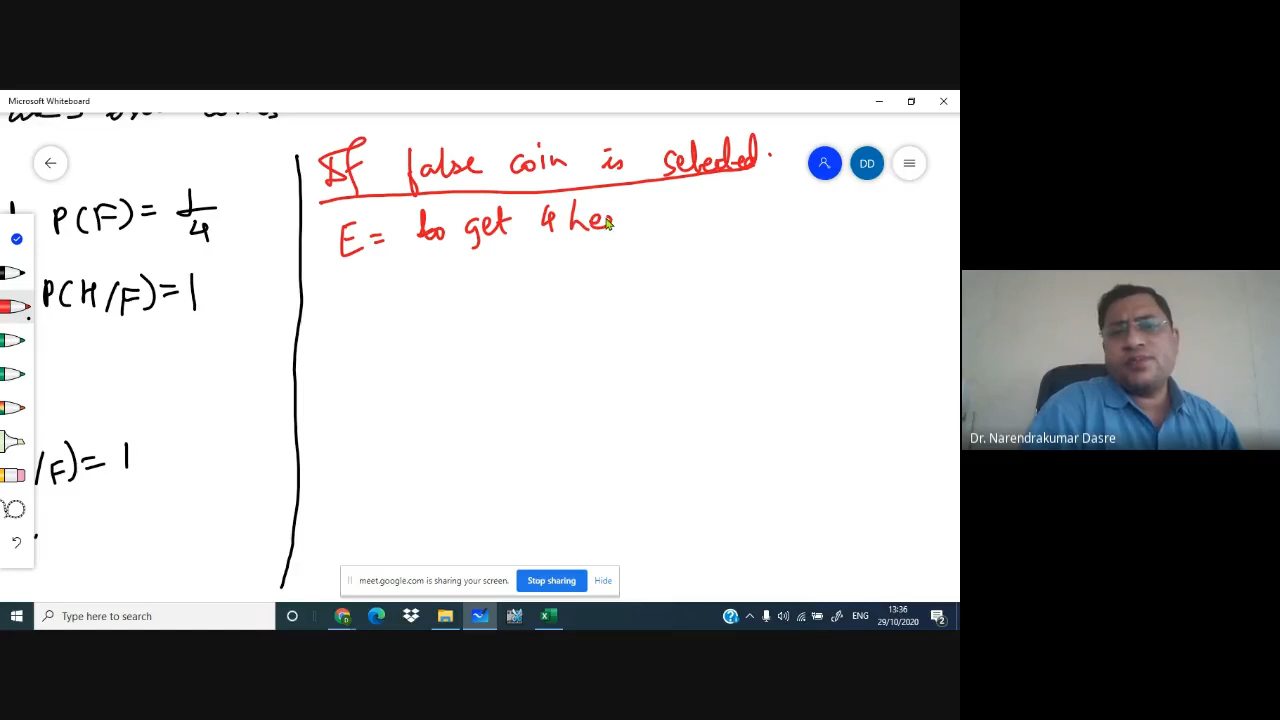 Microsoft Whiteboard
If false coin is selected.
P(F) = 1/4
E = to get 4 hea
P(H/F) = 1
/F) = 1
DD
Dr. Narendrakumar Dasre
meet.google.com is sharing your screen.
Stop sharing
Hide
Type here to search
ENG
13:36
29/10/2020
2